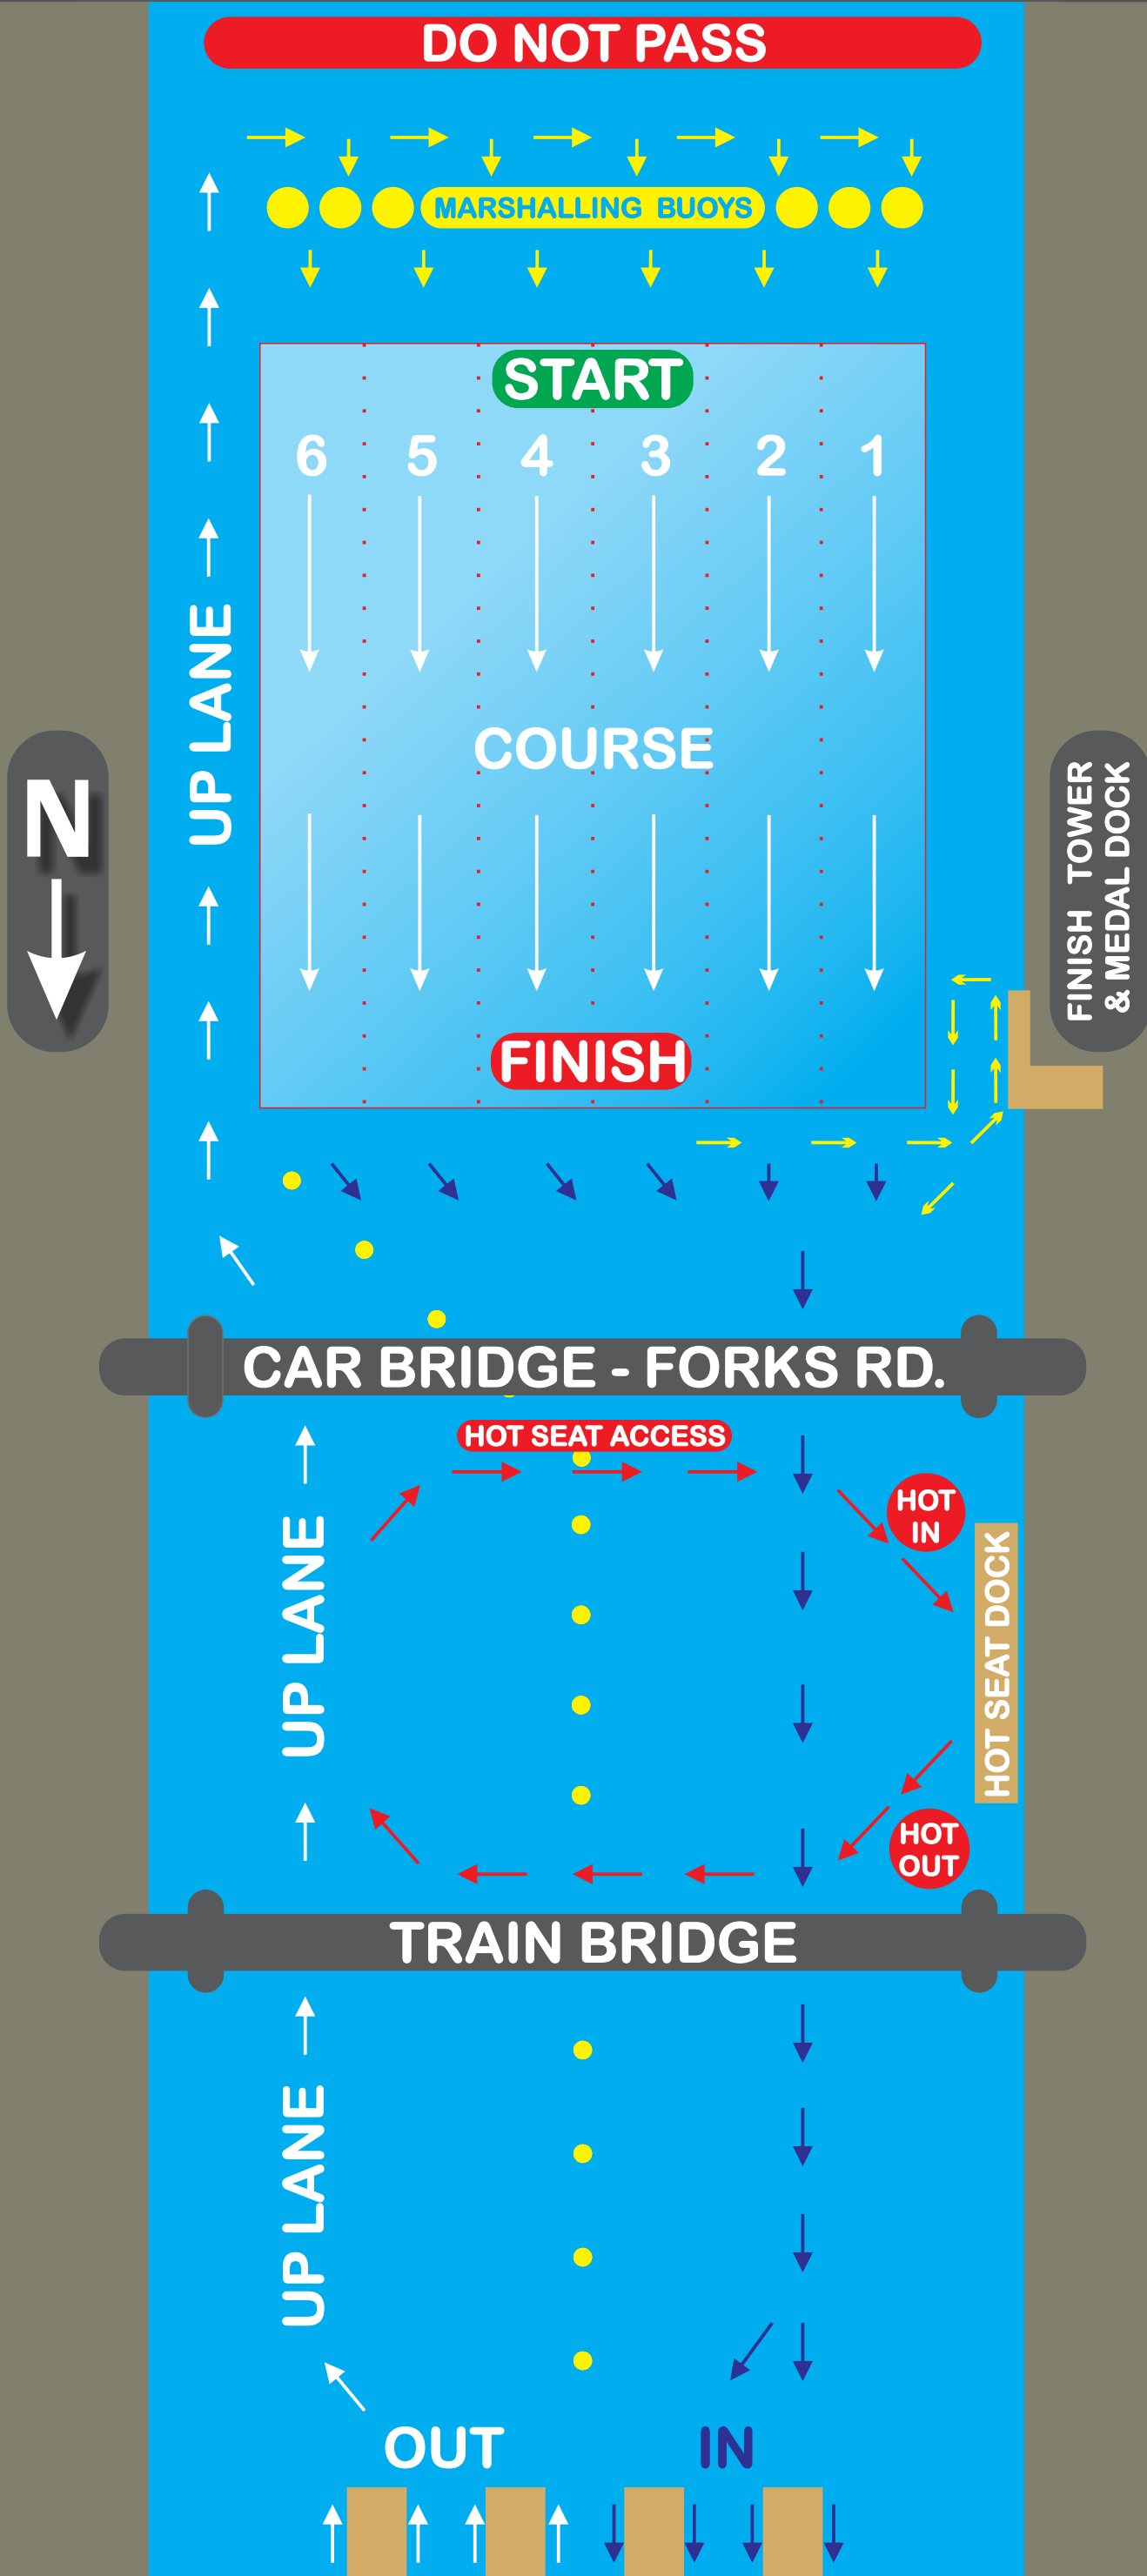 DO NOT PASS
MARSHALLING BUOYS
START
6 5 4 3 2 1
UP LANE
COURSE
N
FINISH TOWER
& MEDAL DOCK
FINISH
CAR BRIDGE - FORKS RD.
HOT SEAT ACCESS
HOT
IN
UP LANE
HOT SEAT DOCK
HOT
OUT
TRAIN BRIDGE
UP LANE
OUT IN